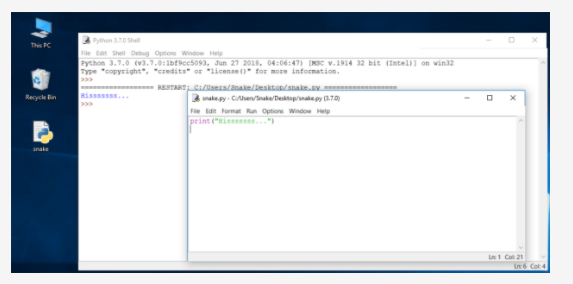 This PC
Recycle Bin
snake
Python 3.7.0 Shell
File Edit Shell Debug Options Window Help
Python 3.7.0 (v3.7.0:1bf9cc5093, Jun 27 2018, 04:06:47) [MSC v.1914 32 bit (Intel)] on win32
Type "copyright", "credits" or "license()" for more information.
>>>
================== RESTART: C:/Users/Snake/Desktop/snake.py ==================
Hisssssss...
>>>
snake.py - C:/Users/Snake/Desktop/snake.py (3.7.0)
File Edit Format Run Options Window Help
print("Hisssssss...")
Ln: 1 Col: 21
Ln: 6 Col: 4